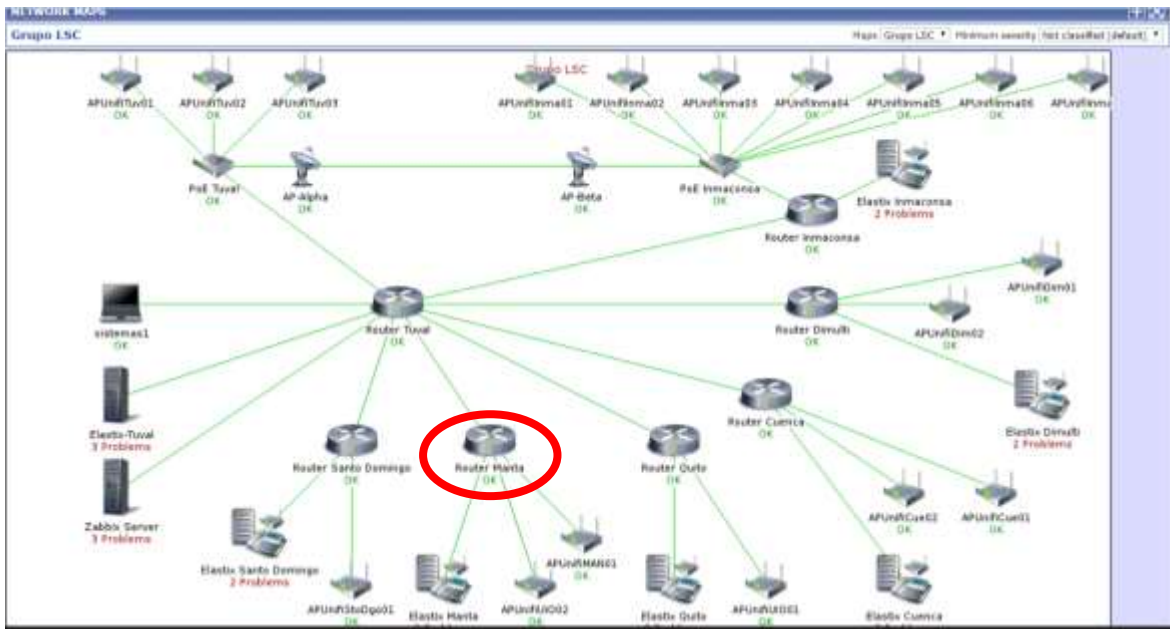 NETWORK MAPS
Grupo LSC
Maps Grupo LSC Minimum severity Not classified (default)
Grupo LSC
APUnifiTuv01 APUnifiTuv02 APUnifiTuv03 APUnifiInma01 APUnifiInma02 APUnifiInma03 APUnifiInma04 APUnifiInma05 APUnifiInma06 APUnifiInma
OK OK OK OK OK OK OK OK OK OK
PoE Tuval AP-Alpha AP-Beta PoE Inmaconsa
OK OK OK OK
Elastix Inmaconsa
2 Problems
Router Inmaconsa
OK
APUnifiDim01
OK
sistemas1 Router Tuval Router Dimulti APUnifiDim02
OK OK OK OK
Router Cuenca
OK
Elastix-Tuval
3 Problems
Elastix Dimulti
2 Problems
Router Santo Domingo Router Manta Router Quito
OK OK OK
Zabbix Server
3 Problems
APUnifiCue02 APUnifiCue01
OK OK
Elastix Santo Domingo
2 Problems
APUnifiMAN01
OK
APUnifiStoDgo01 Elastix Manta APUnifiUIO02 Elastix Quito APUnifiUIO01 Elastix Cuenca
OK OK OK